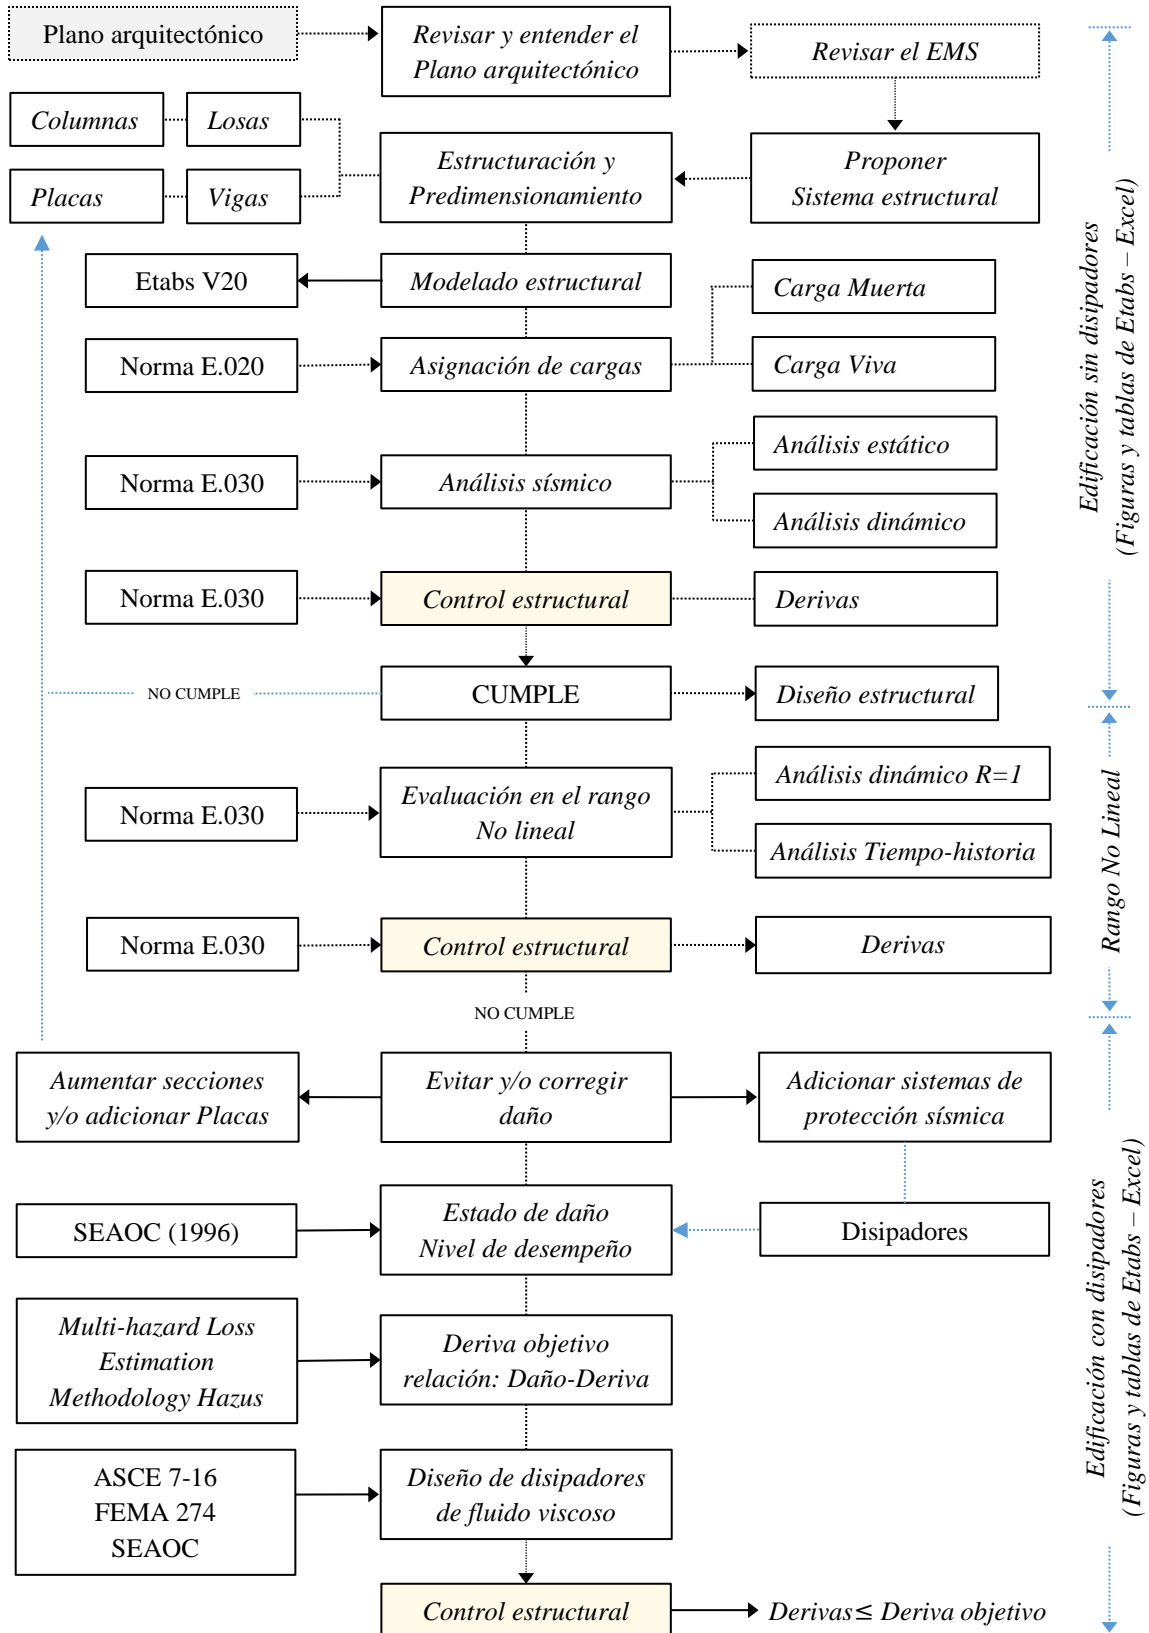 Plano arquitectónico
Revisar y entender el
Plano arquitectónico
Revisar el EMS
Columnas
Losas
Placas
Vigas
Estructuración y
Predimensionamiento
Proponer
Sistema estructural
Etabs V20
Modelado estructural
Carga Muerta
Norma E.020
Asignación de cargas
Carga Viva
Análisis estático
Norma E.030
Análisis sísmico
Análisis dinámico
Norma E.030
Control estructural
Derivas
Edificación sin disipadores
(Figuras y tablas de Etabs – Excel)
NO CUMPLE
CUMPLE
Diseño estructural
Análisis dinámico R=1
Norma E.030
Evaluación en el rango
No lineal
Análisis Tiempo-historia
Norma E.030
Control estructural
Derivas
Rango No Lineal
NO CUMPLE
Aumentar secciones
y/o adicionar Placas
Evitar y/o corregir
daño
Adicionar sistemas de
protección sísmica
SEAOC (1996)
Estado de daño
Nivel de desempeño
Disipadores
Multi-hazard Loss
Estimation
Methodology Hazus
Deriva objetivo
relación: Daño-Deriva
ASCE 7-16
FEMA 274
SEAOC
Diseño de disipadores
de fluido viscoso
Control estructural
Derivas≤ Deriva objetivo
Edificación con disipadores
(Figuras y tablas de Etabs – Excel)